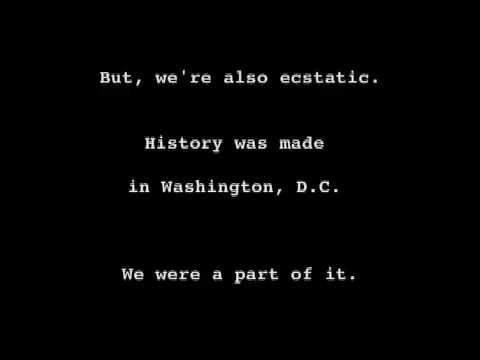 But, we're also ecstatic.
History was made
in Washington, D.C.
We were a part of it.